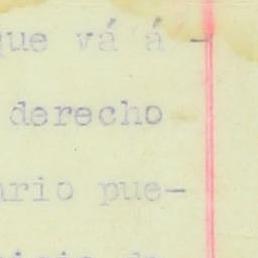 que vá á -
derecho
ario pue-